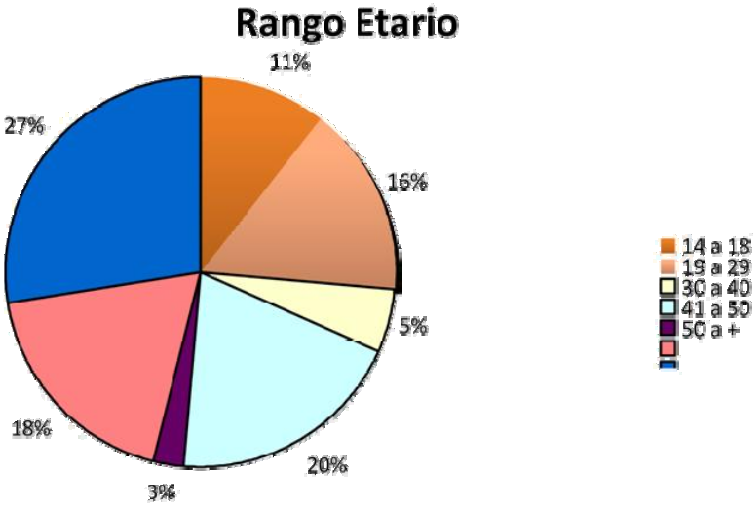 Rango Etario
11%
27%
16%
5%
18%
20%
3%
14 a 18
19 a 29
30 a 40
41 a 50
50 a +